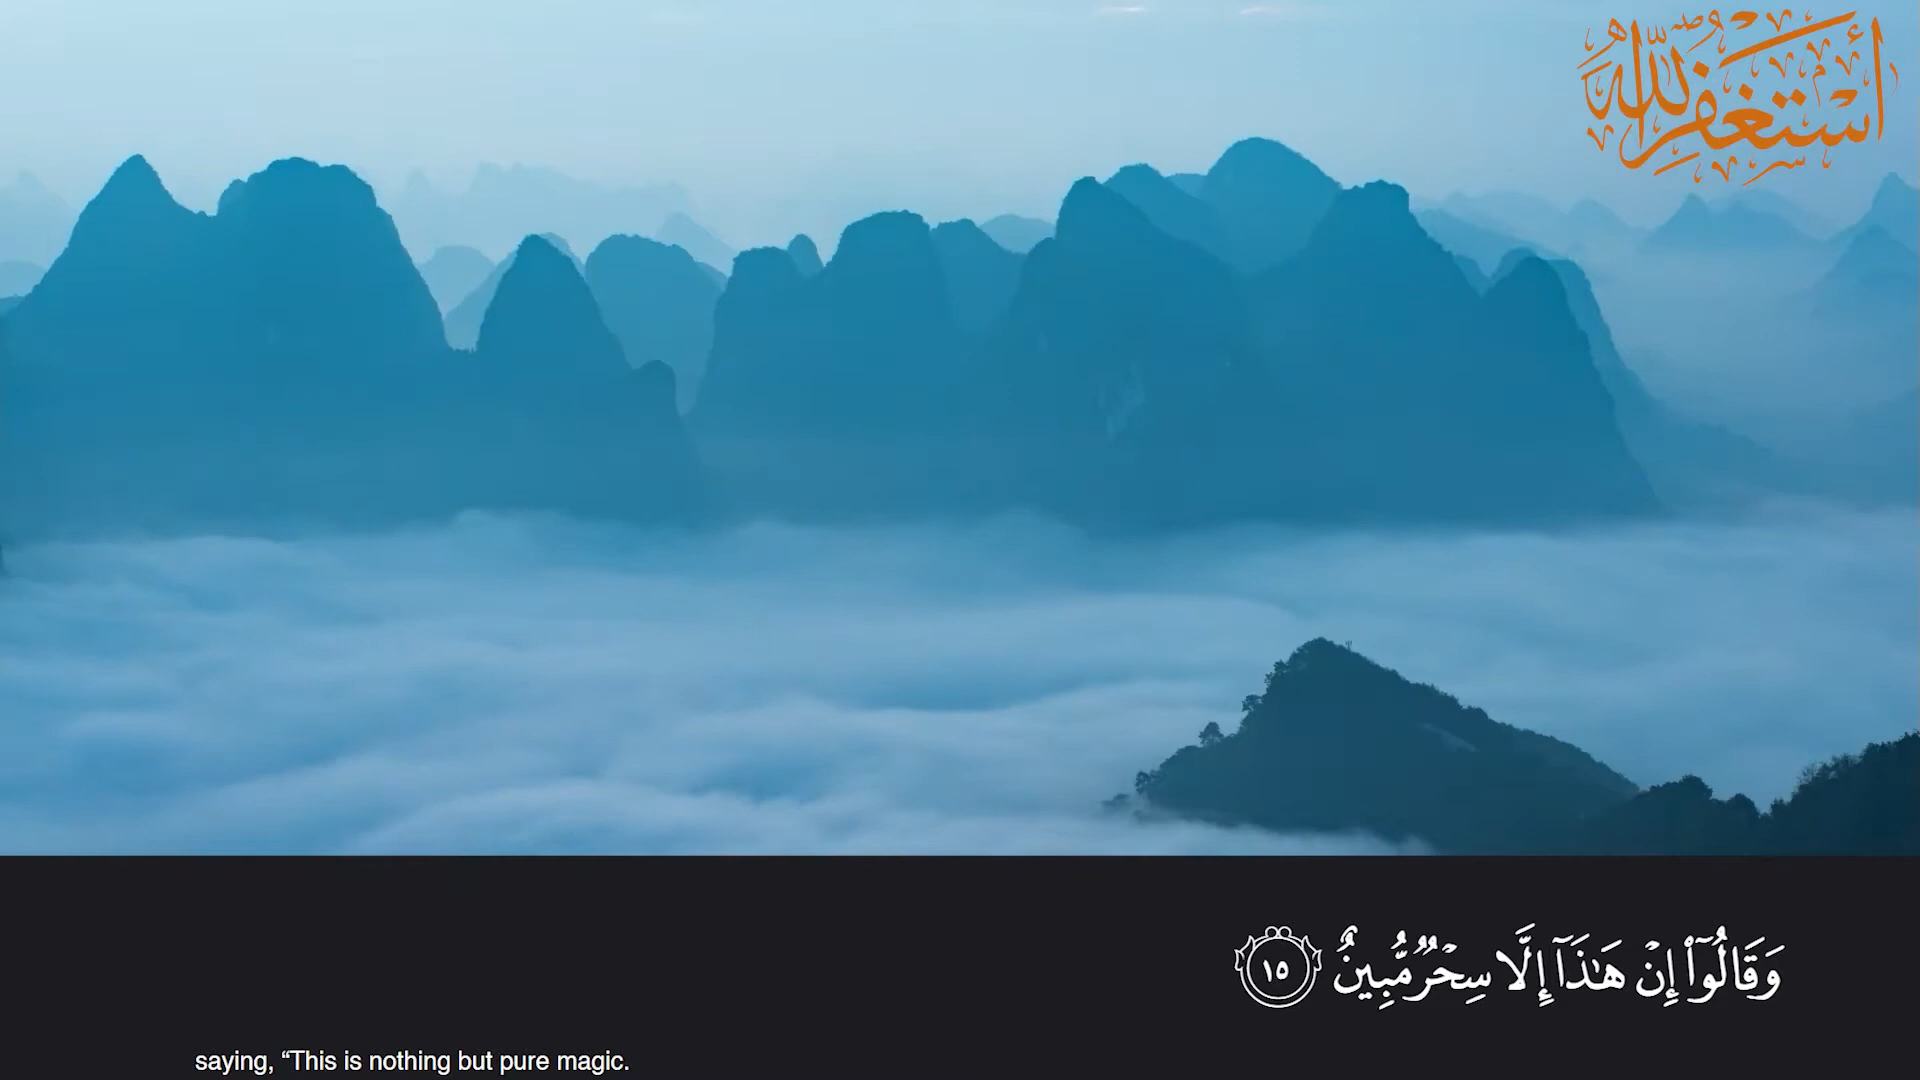 أستغفر الله
وَقَالُوٓا۟ إِنْ هَـٰذَآ إِلَّا سِحْرٌ مُّبِينٌ ١٥
saying, “This is nothing but pure magic.